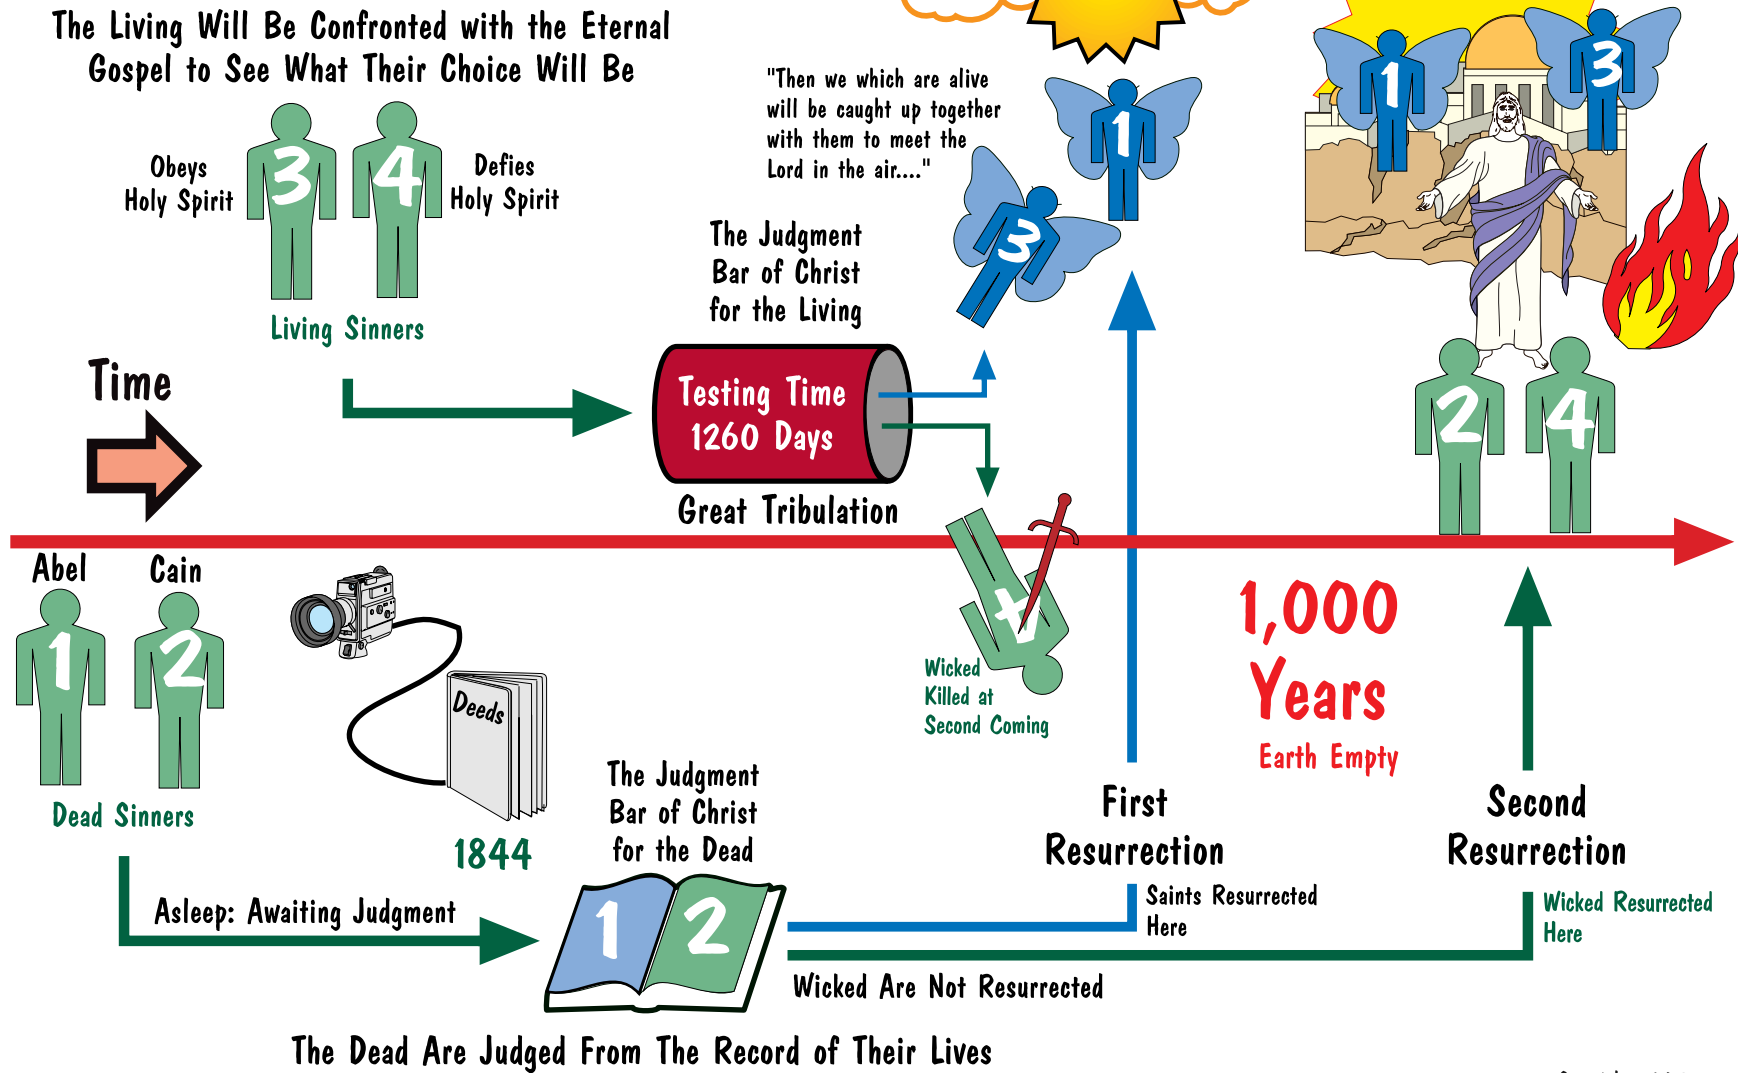 The Living Will Be Confronted with the Eternal
Gospel to See What Their Choice Will Be
Obeys
Holy Spirit
3
4
Defies
Holy Spirit
Living Sinners
"Then we which are alive
will be caught up together
with them to meet the
Lord in the air...."
1
3
1
3
The Judgment
Bar of Christ
for the Living
Time
Testing Time
1260 Days
Great Tribulation
2
4
Abel
Cain
1
2
Dead Sinners
Deeds
1844
4
Wicked
Killed at
Second Coming
1,000
Years
Earth Empty
The Judgment
Bar of Christ
for the Dead
First
Resurrection
Second
Resurrection
Asleep: Awaiting Judgment
1
2
Saints Resurrected
Here
Wicked Resurrected
Here
Wicked Are Not Resurrected
The Dead Are Judged From The Record of Their Lives